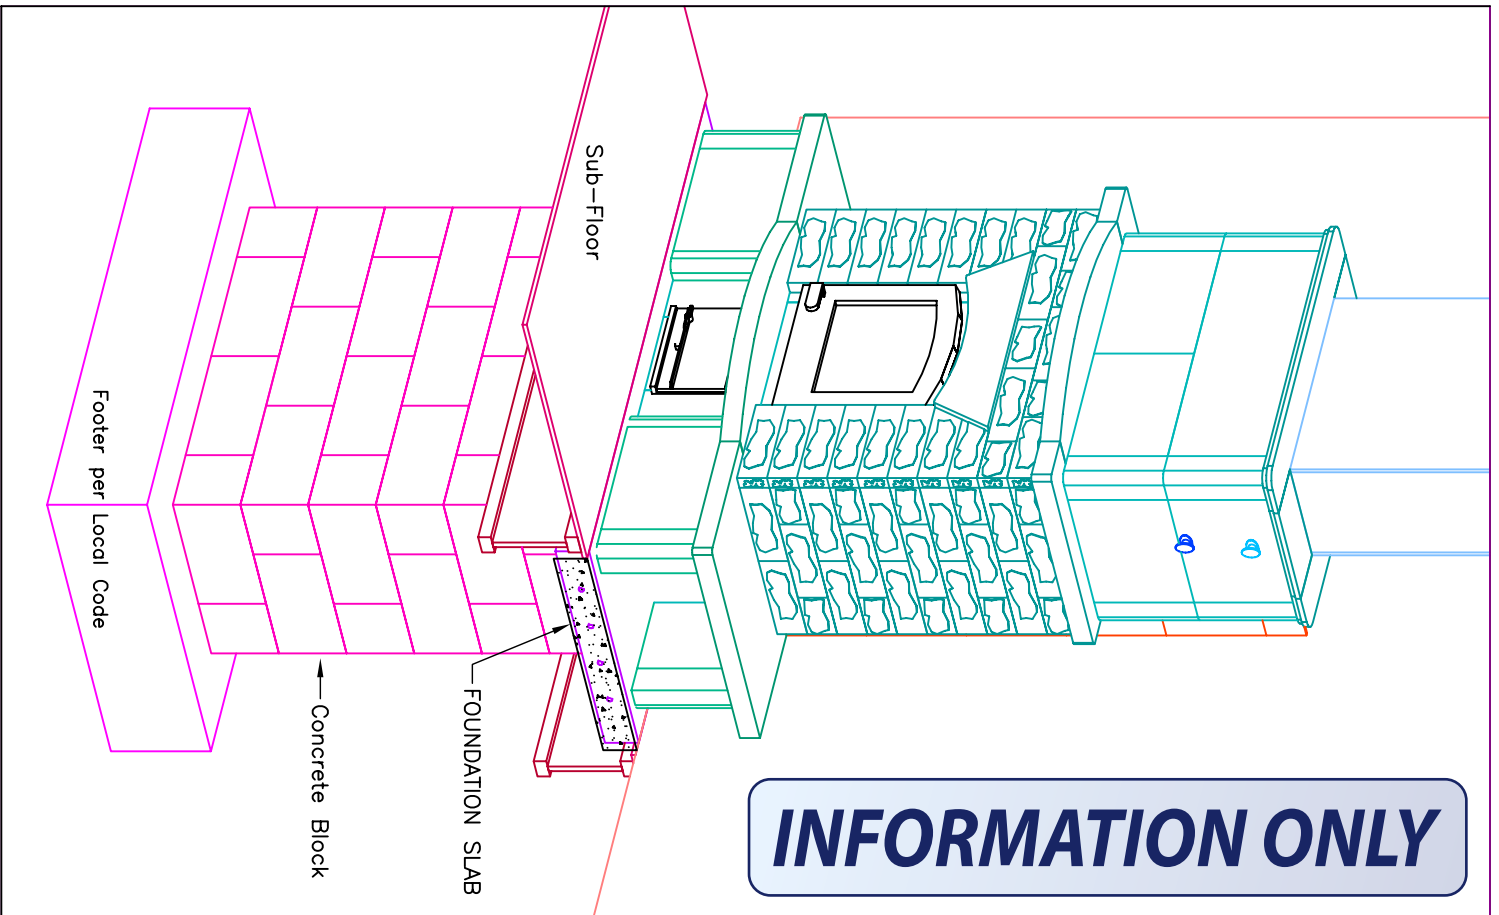 Sub-Floor
Footer per Local Code
FOUNDATION SLAB
Concrete Block
INFORMATION ONLY